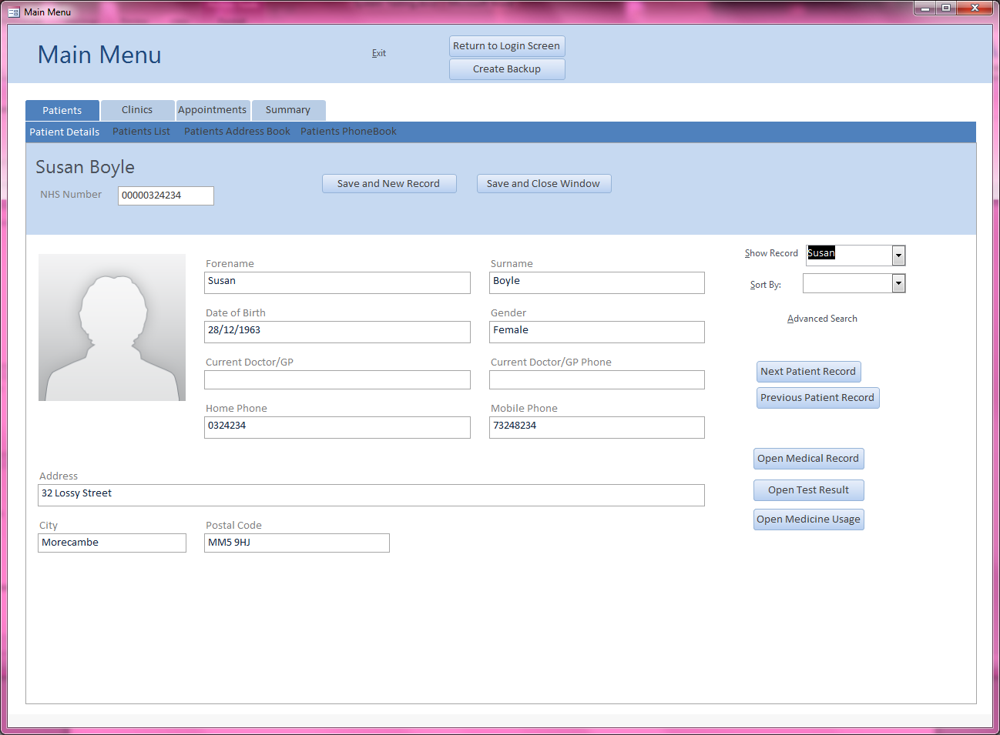 Main Menu
Main Menu
Exit
Return to Login Screen
Create Backup
Patients
Clinics
Appointments
Summary
Patient Details
Patients List
Patients Address Book
Patients PhoneBook
Susan Boyle
NHS Number
00000324234
Save and New Record
Save and Close Window
Show Record
Susan
Sort By:
Advanced Search
Forename
Susan
Surname
Boyle
Date of Birth
28/12/1963
Gender
Female
Current Doctor/GP
Current Doctor/GP Phone
Home Phone
0324234
Mobile Phone
73248234
Next Patient Record
Previous Patient Record
Address
32 Lossy Street
City
Morecambe
Postal Code
MM5 9HJ
Open Medical Record
Open Test Result
Open Medicine Usage